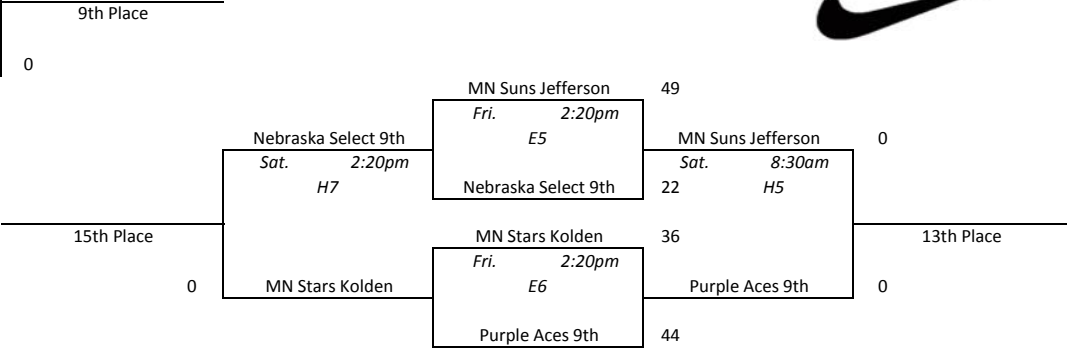 9th Place
0
MN Suns Jefferson 49
Fri. 2:20pm
Nebraska Select 9th E5 MN Suns Jefferson 0
Sat. 2:20pm Sat. 8:30am
H7 Nebraska Select 9th 22 H5
15th Place MN Stars Kolden 36 13th Place
Fri. 2:20pm
0 MN Stars Kolden E6 Purple Aces 9th 0
Purple Aces 9th 44